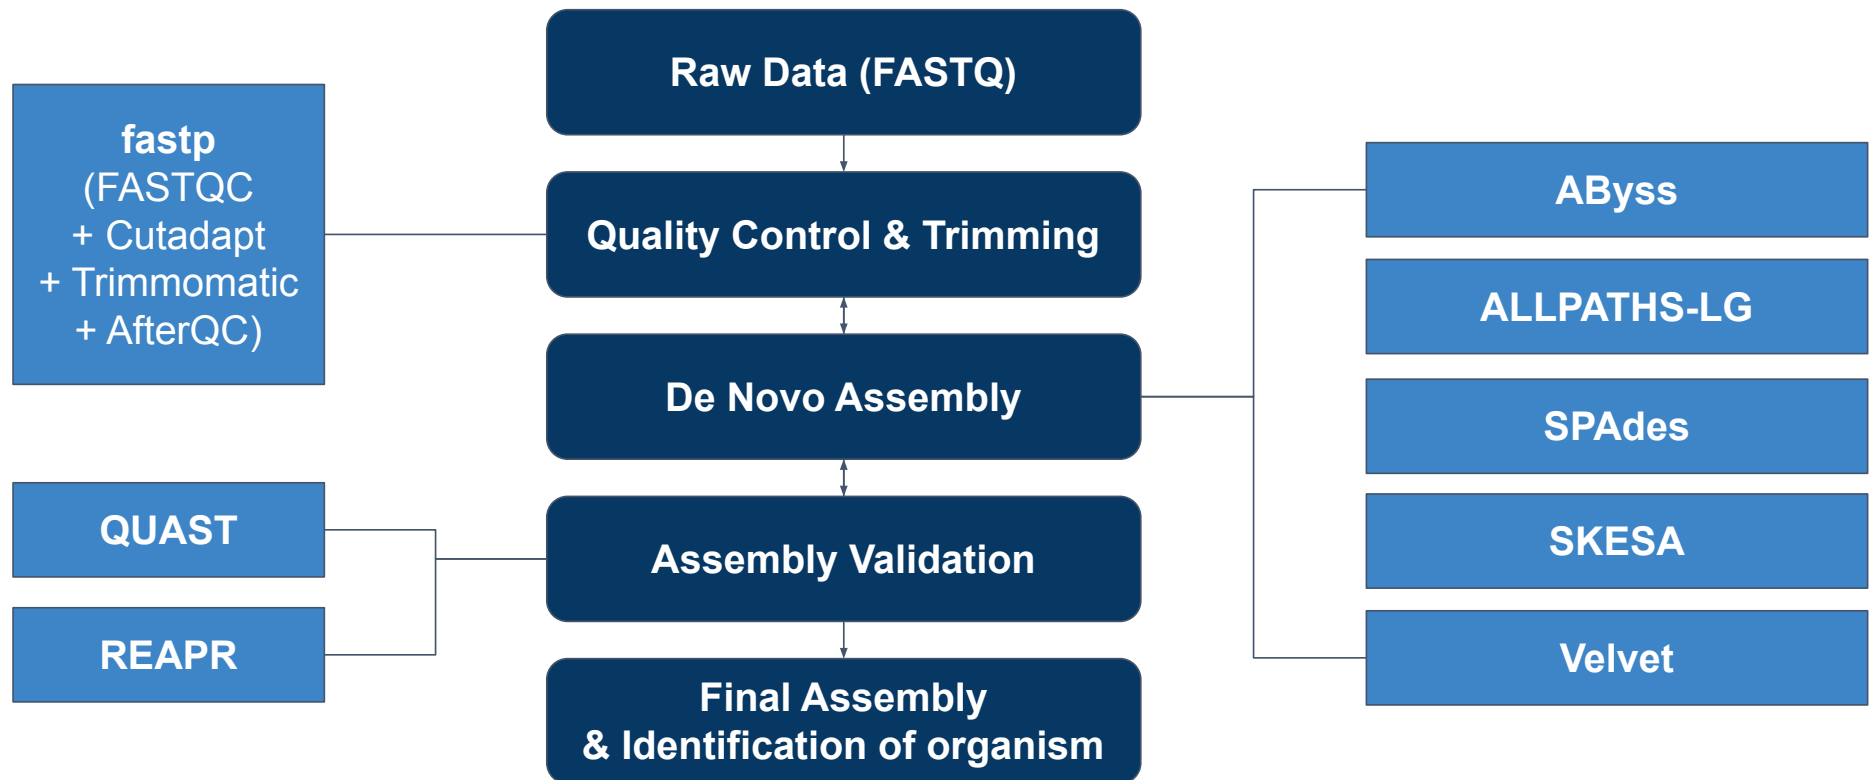 Raw Data (FASTQ)
fastp
(FASTQC
+ Cutadapt
+ Trimmomatic
+ AfterQC)
Quality Control & Trimming
De Novo Assembly
AByss
ALLPATHS-LG
SPAdes
SKESA
Velvet
QUAST
REAPR
Assembly Validation
Final Assembly
& Identification of organism